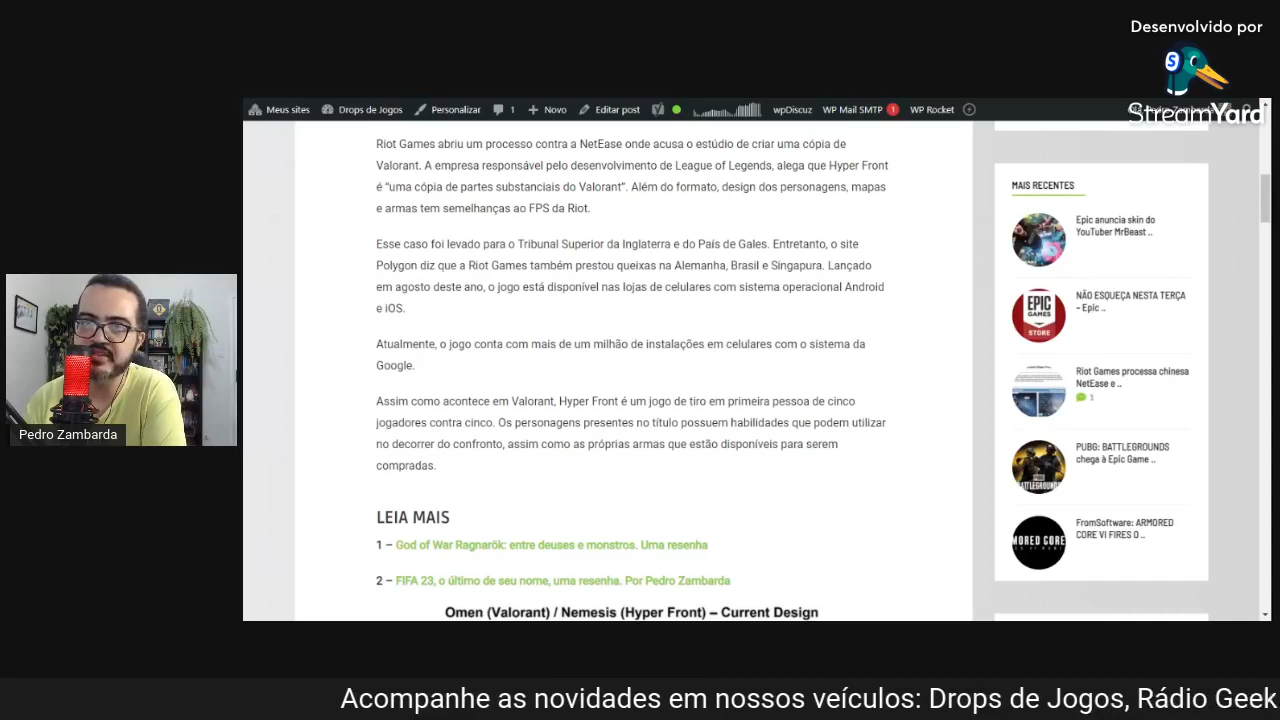 Desenvolvido por
StreamYard
Meus sites Drops de Jogos Personalizar 1 Novo Editar post wpDiscuz WP Mail SMTP 1 WP Rocket
Riot Games abriu um processo contra a NetEase onde acusa o estúdio de criar uma cópia de
Valorant. A empresa responsável pelo desenvolvimento de League of Legends, alega que Hyper Front
é “uma cópia de partes substanciais do Valorant”. Além do formato, design dos personagens, mapas
e armas tem semelhanças ao FPS da Riot.
Esse caso foi levado para o Tribunal Superior da Inglaterra e do País de Gales. Entretanto, o site
Polygon diz que a Riot Games também prestou queixas na Alemanha, Brasil e Singapura. Lançado
em agosto deste ano, o jogo está disponível nas lojas de celulares com sistema operacional Android
e iOS.
Atualmente, o jogo conta com mais de um milhão de instalações em celulares com o sistema da
Google.
Assim como acontece em Valorant, Hyper Front é um jogo de tiro em primeira pessoa de cinco
jogadores contra cinco. Os personagens presentes no título possuem habilidades que podem utilizar
no decorrer do confronto, assim como as próprias armas que estão disponíveis para serem
compradas.
LEIA MAIS
1 – God of War Ragnarök: entre deuses e monstros. Uma resenha
2 – FIFA 23, o último de seu nome, uma resenha. Por Pedro Zambarda
Omen (Valorant) / Nemesis (Hyper Front) – Current Design
MAIS RECENTES
Epic anuncia skin do
YouTuber MrBeast ..
EPIC
GAMES
STORE
NÃO ESQUEÇA NESTA TERÇA
– Epic ..
Riot Games processa chinesa
NetEase e ..
1
PUBG: BATTLEGROUNDS
chega à Epic Game ..
BATTLEGROUNDS
FromSoftware: ARMORED
CORE VI FIRES O ..
MORED CORE
Pedro Zambarda
Acompanhe as novidades em nossos veículos: Drops de Jogos, Rádio Geek